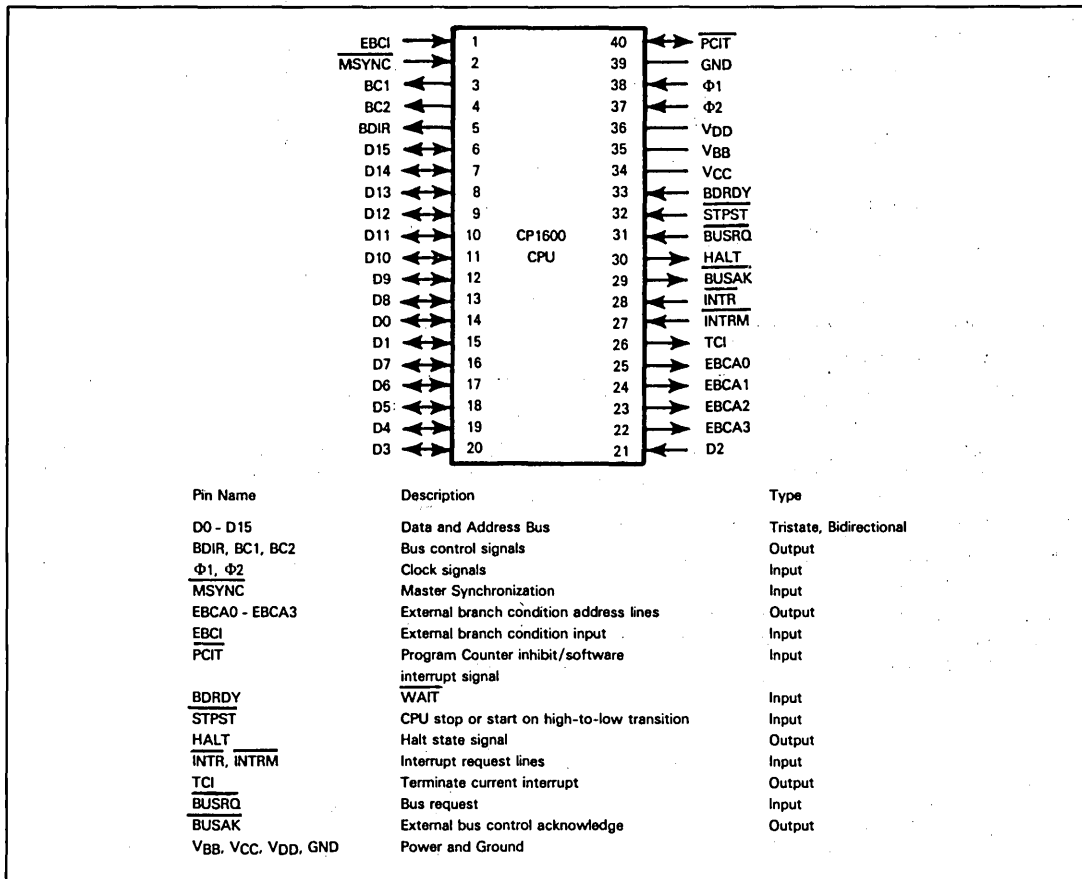 EBCI 1 40 PCIT
MSYNC 2 39 GND
BC1 3 38 Φ1
BC2 4 37 Φ2
BDIR 5 36 VDD
D15 6 35 VBB
D14 7 34 VCC
D13 8 33 BDRDY
D12 9 32 STPST
D11 10 CP1600 31 BUSRQ
D10 11 CPU 30 HALT
D9 12 29 BUSAK
D8 13 28 INTR
D0 14 27 INTRM
D1 15 26 TCI
D7 16 25 EBCA0
D6 17 24 EBCA1
D5 18 23 EBCA2
D4 19 22 EBCA3
D3 20 21 D2
Pin Name Description Type
D0 - D15 Data and Address Bus Tristate, Bidirectional
BDIR, BC1, BC2 Bus control signals Output
Φ1, Φ2 Clock signals Input
MSYNC Master Synchronization Input
EBCA0 - EBCA3 External branch condition address lines Output
EBCI External branch condition input Input
PCIT Program Counter inhibit/software Input
interrupt signal
BDRDY WAIT Input
STPST CPU stop or start on high-to-low transition Input
HALT Halt state signal Output
INTR, INTRM Interrupt request lines Input
TCI Terminate current interrupt Output
BUSRQ Bus request Input
BUSAK External bus control acknowledge Output
VBB, VCC, VDD, GND Power and Ground